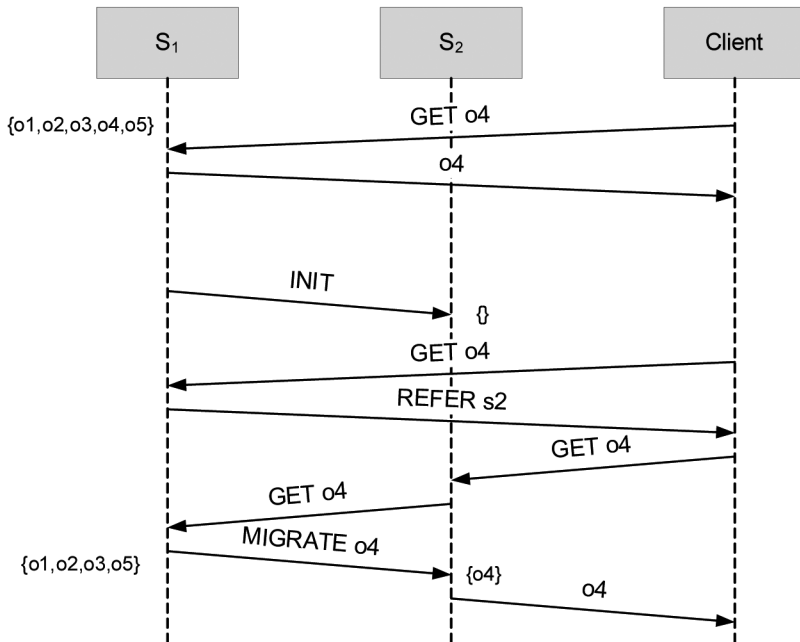 S₁
S₂
Client
{o1,o2,o3,o4,o5}
GET o4
o4
INIT
{}
GET o4
REFER s2
GET o4
GET o4
MIGRATE o4
{o1,o2,o3,o5}
{o4}
o4